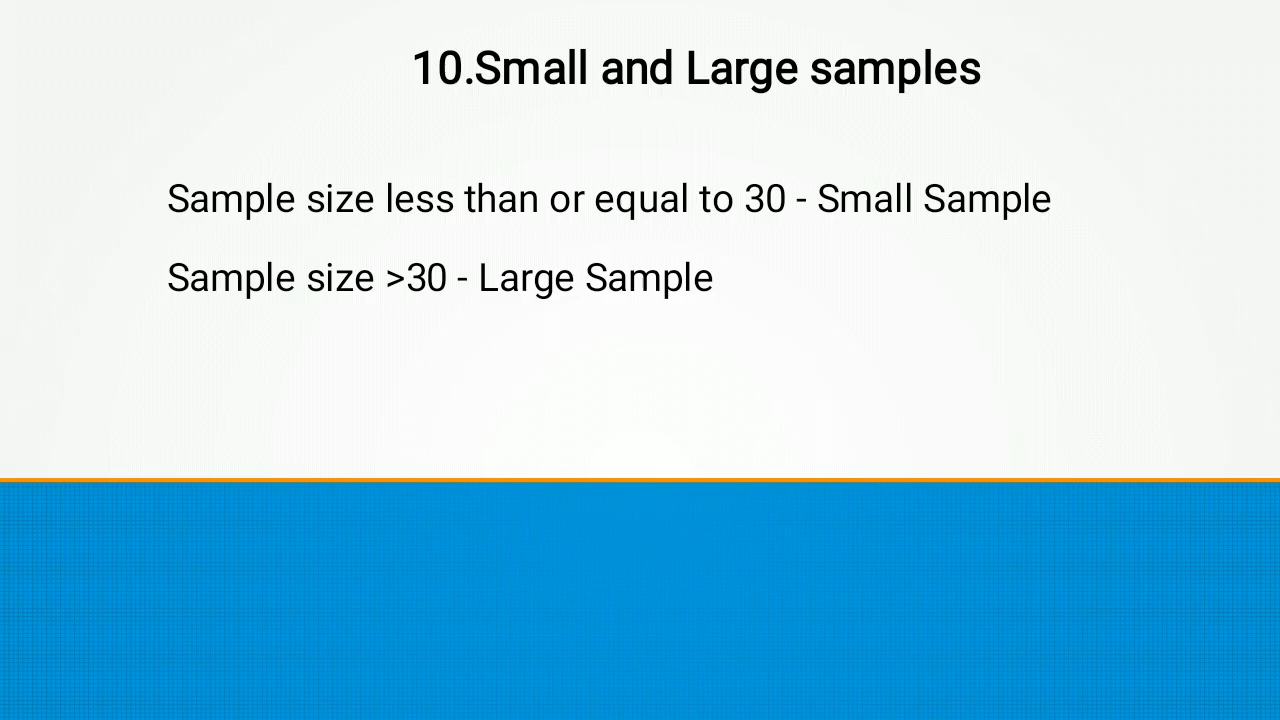 10.Small and Large samples
Sample size less than or equal to 30 - Small Sample
Sample size >30 - Large Sample